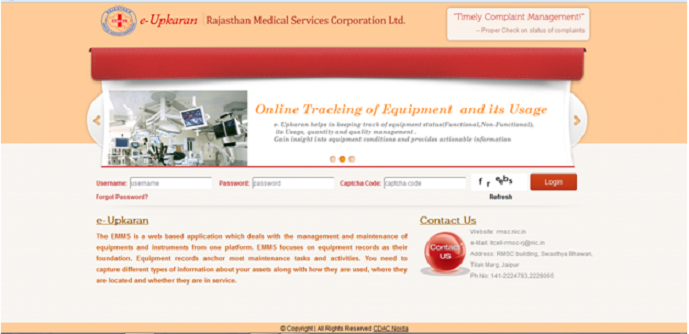 e-Upkaran | Rajasthan Medical Services Corporation Ltd.
"Timely Complaint Management!"
-- Proper Check on status of complaints
Online Tracking of Equipment and its Usage
e-Upkaran helps in keeping track of equipment status(Functional,Non-Functional),
its Usage, quantity and quality management .
Gain insight into equipment conditions and provides actionable information
Username: username Password: password Captcha Code: captcha code Login
Forgot Password? Refresh
e-Upkaran
The EMMS is a web based application which deals with the management and maintenance of
equipments and instruments from one platform. EMMS focuses on equipment records as their
foundation. Equipment records anchor most maintenance tasks and activities. You need to
capture different types of information about your assets along with how they are used, where they
are located and whether they are in service.
Contact Us
Contact
US
Website: rmsc.nic.in
e-Mail: itcell-rmsc-rj@nic.in
Address: RMSC building, Swasthya Bhawan
Tilak Marg, Jaipur
Ph No: 141-2224783,
© Copyright | All Rights Reserved CDAC Noida